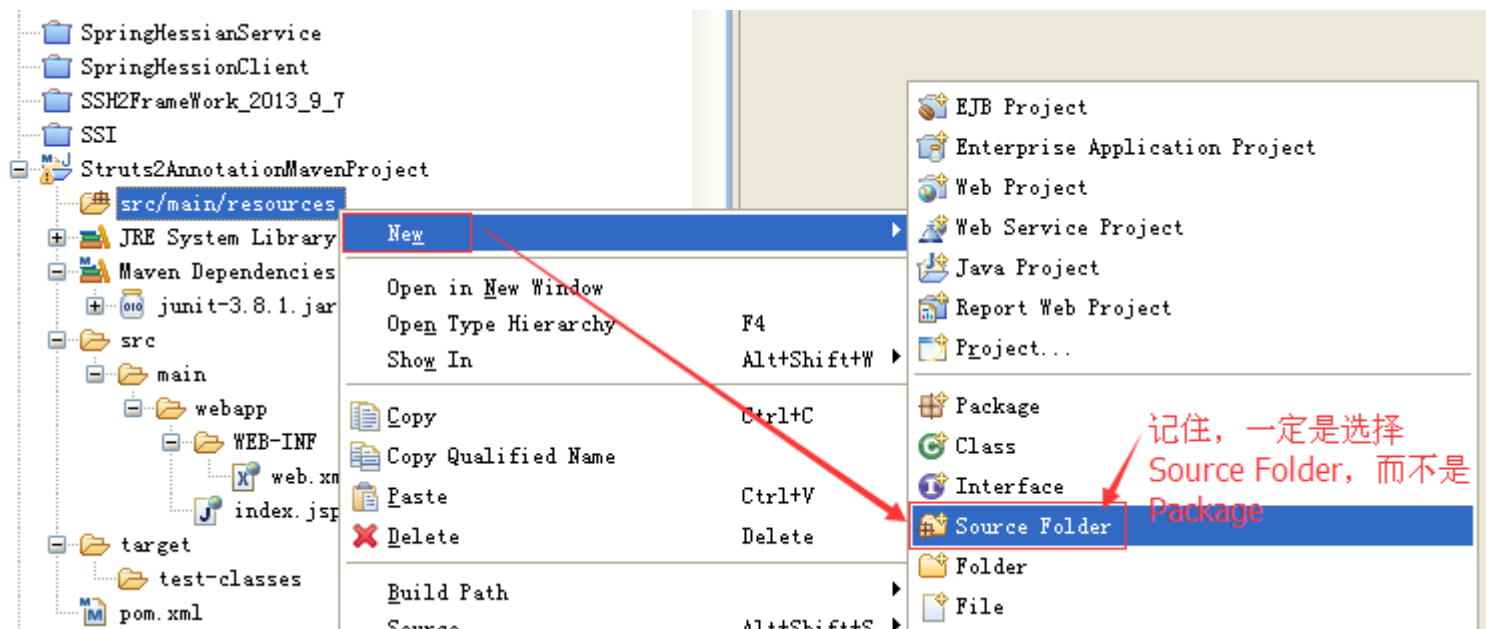 SpringHessianService
SpringHessionClient
SSH2FrameWork_2013_9_7
SSI
Struts2AnnotationMavenProject
src/main/resources
JRE System Library
Maven Dependencies
junit-3.8.1.jar
src
main
webapp
WEB-INF
web.xm
index.jsp
target
test-classes
pom.xml
New
Open in New Window
Open Type Hierarchy F4
Show In Alt+Shift+W
Copy Ctrl+C
Copy Qualified Name
Paste Ctrl+V
Delete Delete
Build Path
Source Alt+Shift+S
EJB Project
Enterprise Application Project
Web Project
Web Service Project
Java Project
Report Web Project
Project...
Package
Class
Interface
Source Folder
Folder
File
记住，一定是选择
Source Folder，而不是
Package